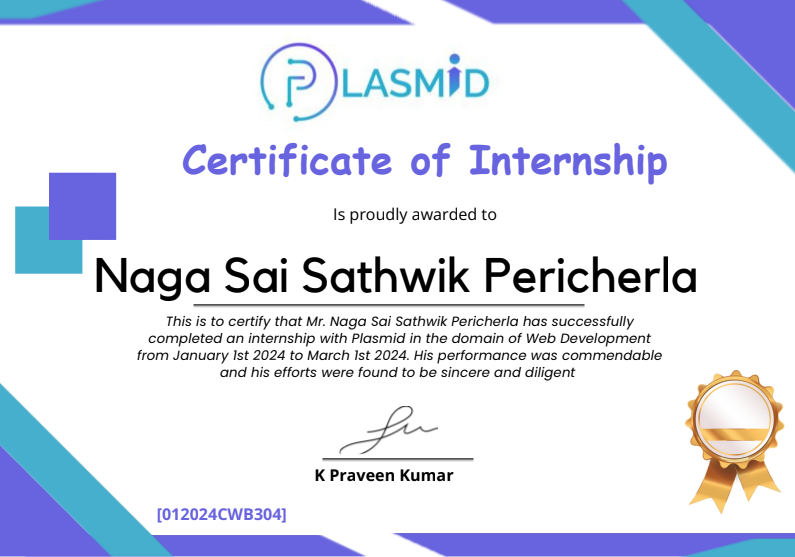 PLASMiD
Certificate of Internship
Is proudly awarded to
Naga Sai Sathwik Pericherla
This is to certify that Mr. Naga Sai Sathwik Pericherla has successfully
completed an internship with Plasmid in the domain of Web Development
from January 1st 2024 to March 1st 2024. His performance was commendable
and his efforts were found to be sincere and diligent
K Praveen Kumar
[012024CWB304]